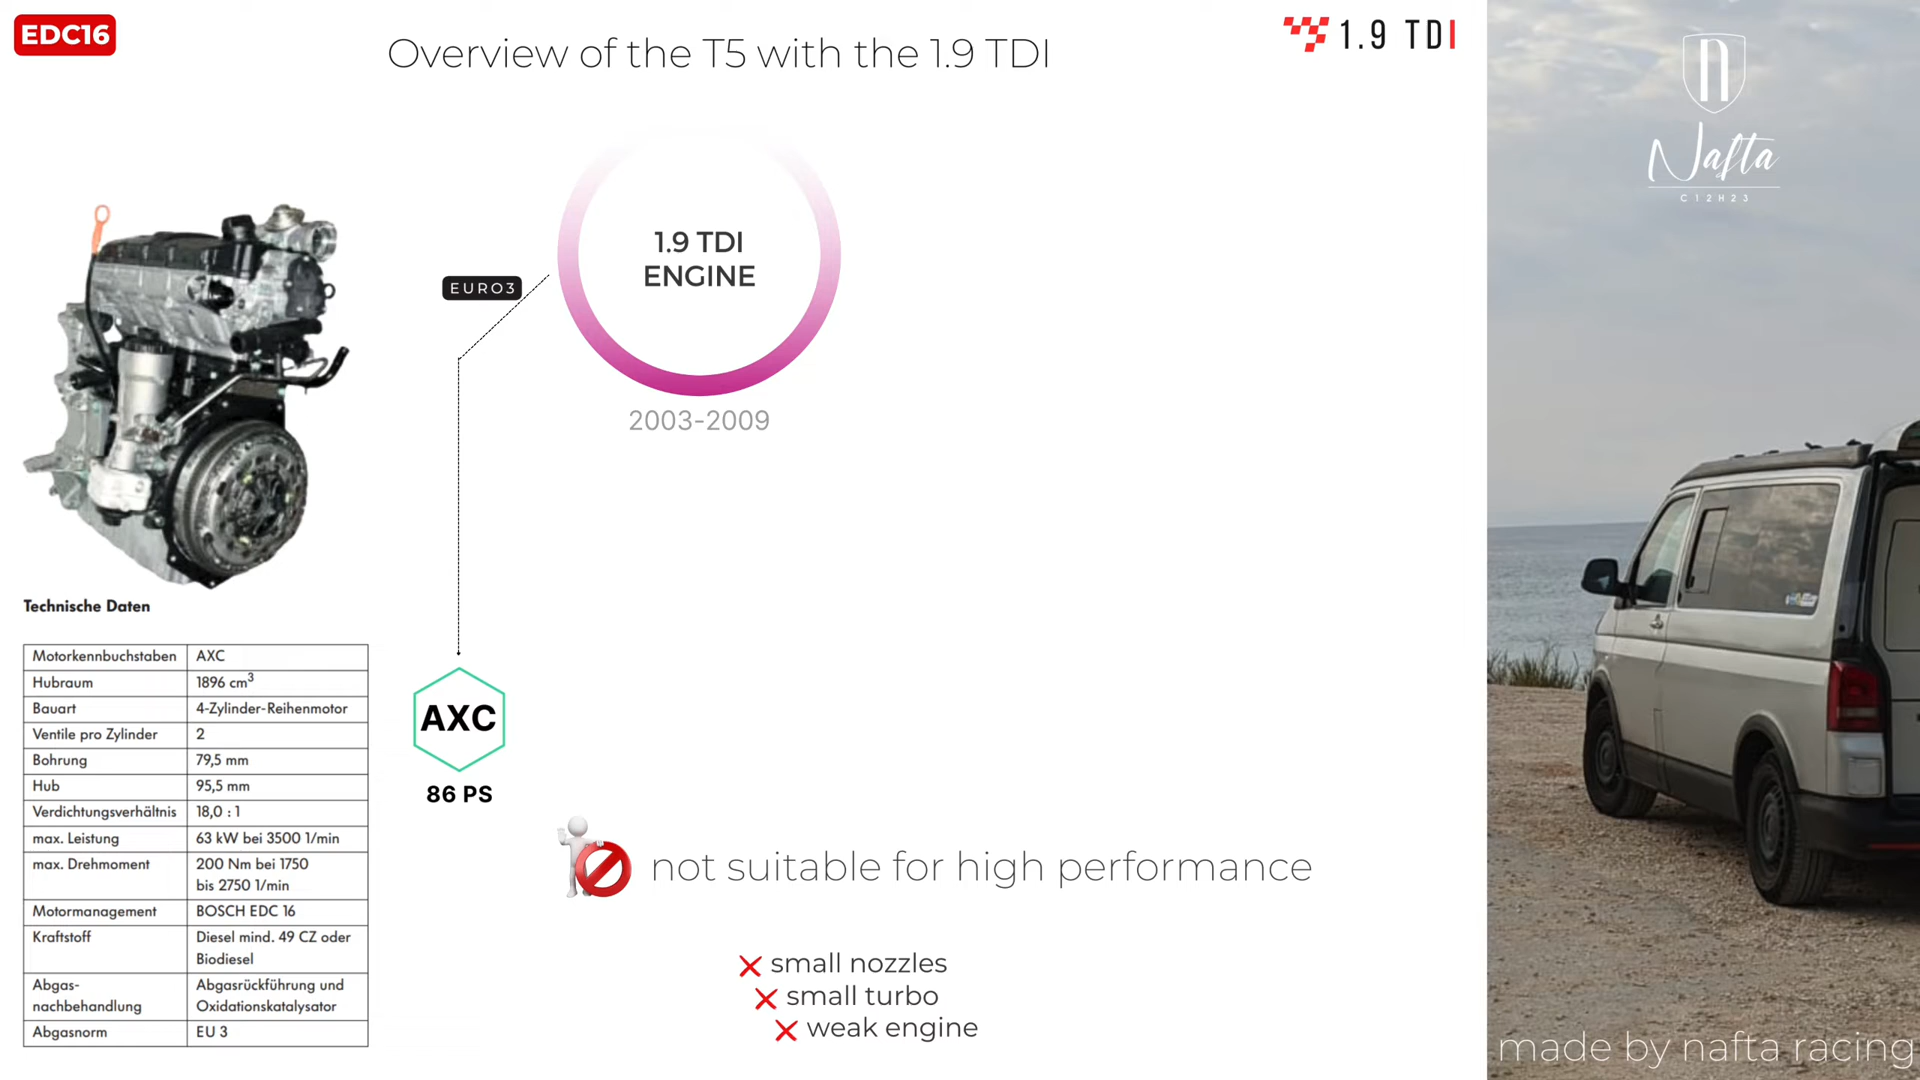 EDC16
Overview of the T5 with the 1.9 TDI
1.9 TDI
n
Nafta
C12H23
1.9 TDI
ENGINE
EURO3
2003-2009
Technische Daten
Motorkennbuchstaben AXC
Hubraum 1896 cm³
Bauart 4-Zylinder-Reihenmotor
Ventile pro Zylinder 2
Bohrung 79,5 mm
Hub 95,5 mm
Verdichtungsverhältnis 18,0 : 1
max. Leistung 63 kW bei 3500 1/min
max. Drehmoment 200 Nm bei 1750
bis 2750 1/min
Motormanagement BOSCH EDC 16
Kraftstoff Diesel mind. 49 CZ oder
Biodiesel
Abgas- Abgasrückführung und
nachbehandlung Oxidationskatalysator
Abgasnorm EU 3
AXC
86 PS
not suitable for high performance
small nozzles
small turbo
weak engine
made by nafta racing